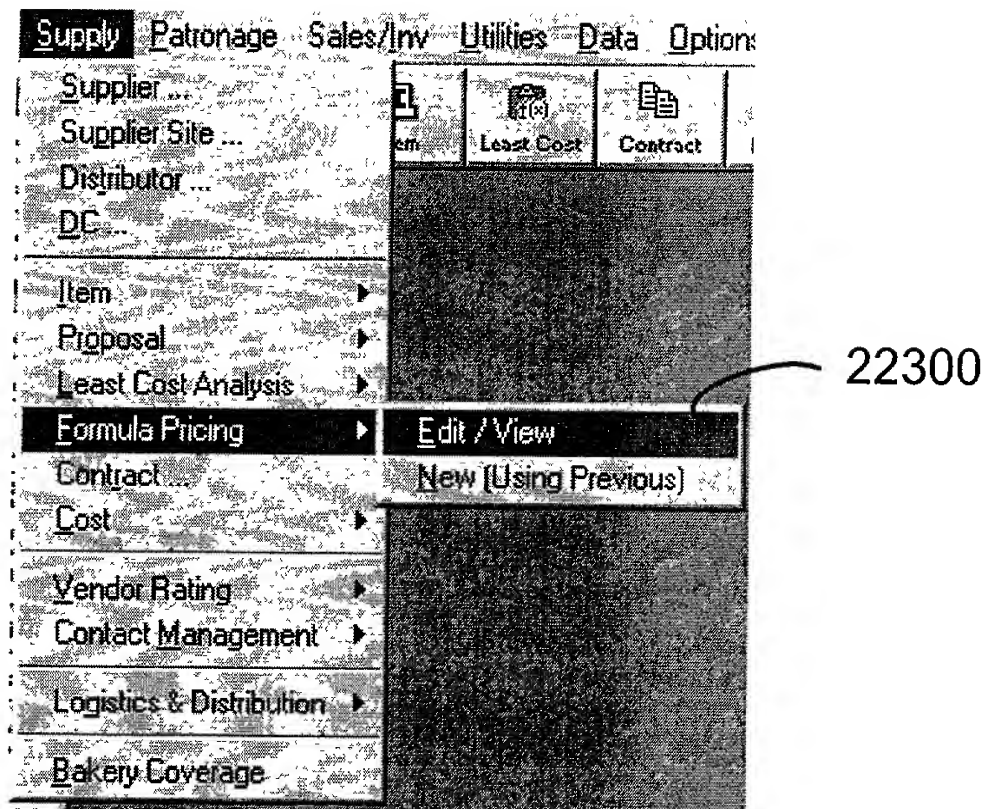 Supply Patronage Sales/Inv Utilities Data Option
Supplier ...
Supplier Site ...
Distributor ...
DC ...
Least Cost Contract
Item
Proposal
Least Cost Analysis
Formula Pricing
Edit / View
22300
New (Using Previous)
Contract ...
Cost
Vendor Rating
Contact Management
Logistics & Distribution
Bakery Coverage